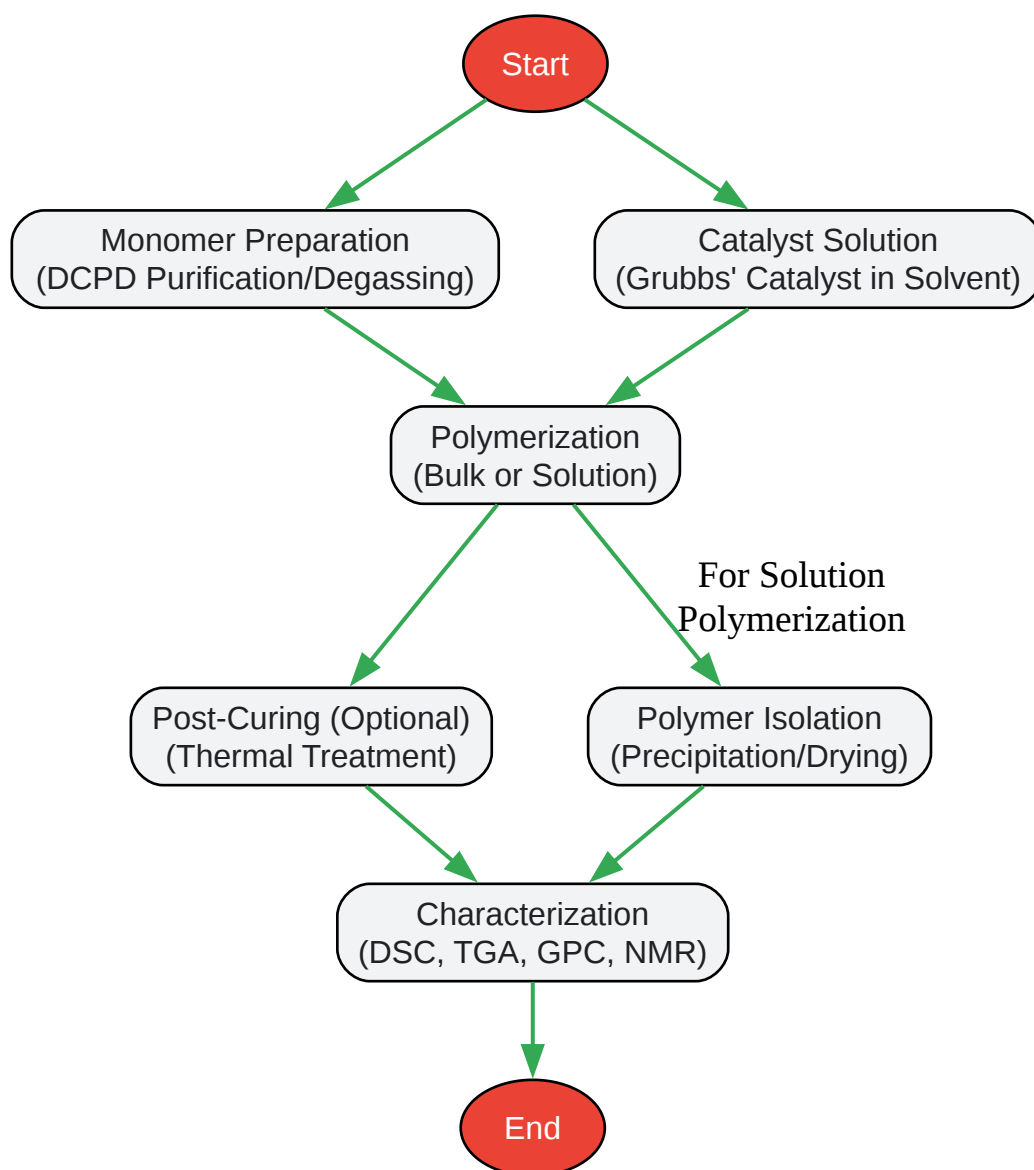 Start
Monomer Preparation
(DCPD Purification/Degassing)
Catalyst Solution
(Grubbs' Catalyst in Solvent)
Polymerization
(Bulk or Solution)
For Solution
Polymerization
Post-Curing (Optional)
(Thermal Treatment)
Polymer Isolation
(Precipitation/Drying)
Characterization
(DSC, TGA, GPC, NMR)
End